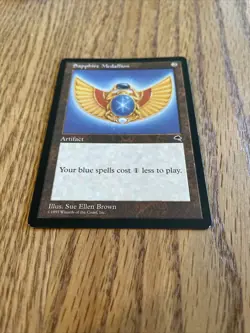 Sapphire Medallion
Artifact
Your blue spells cost 1 less to play.
Illus. Sue Ellen Brown